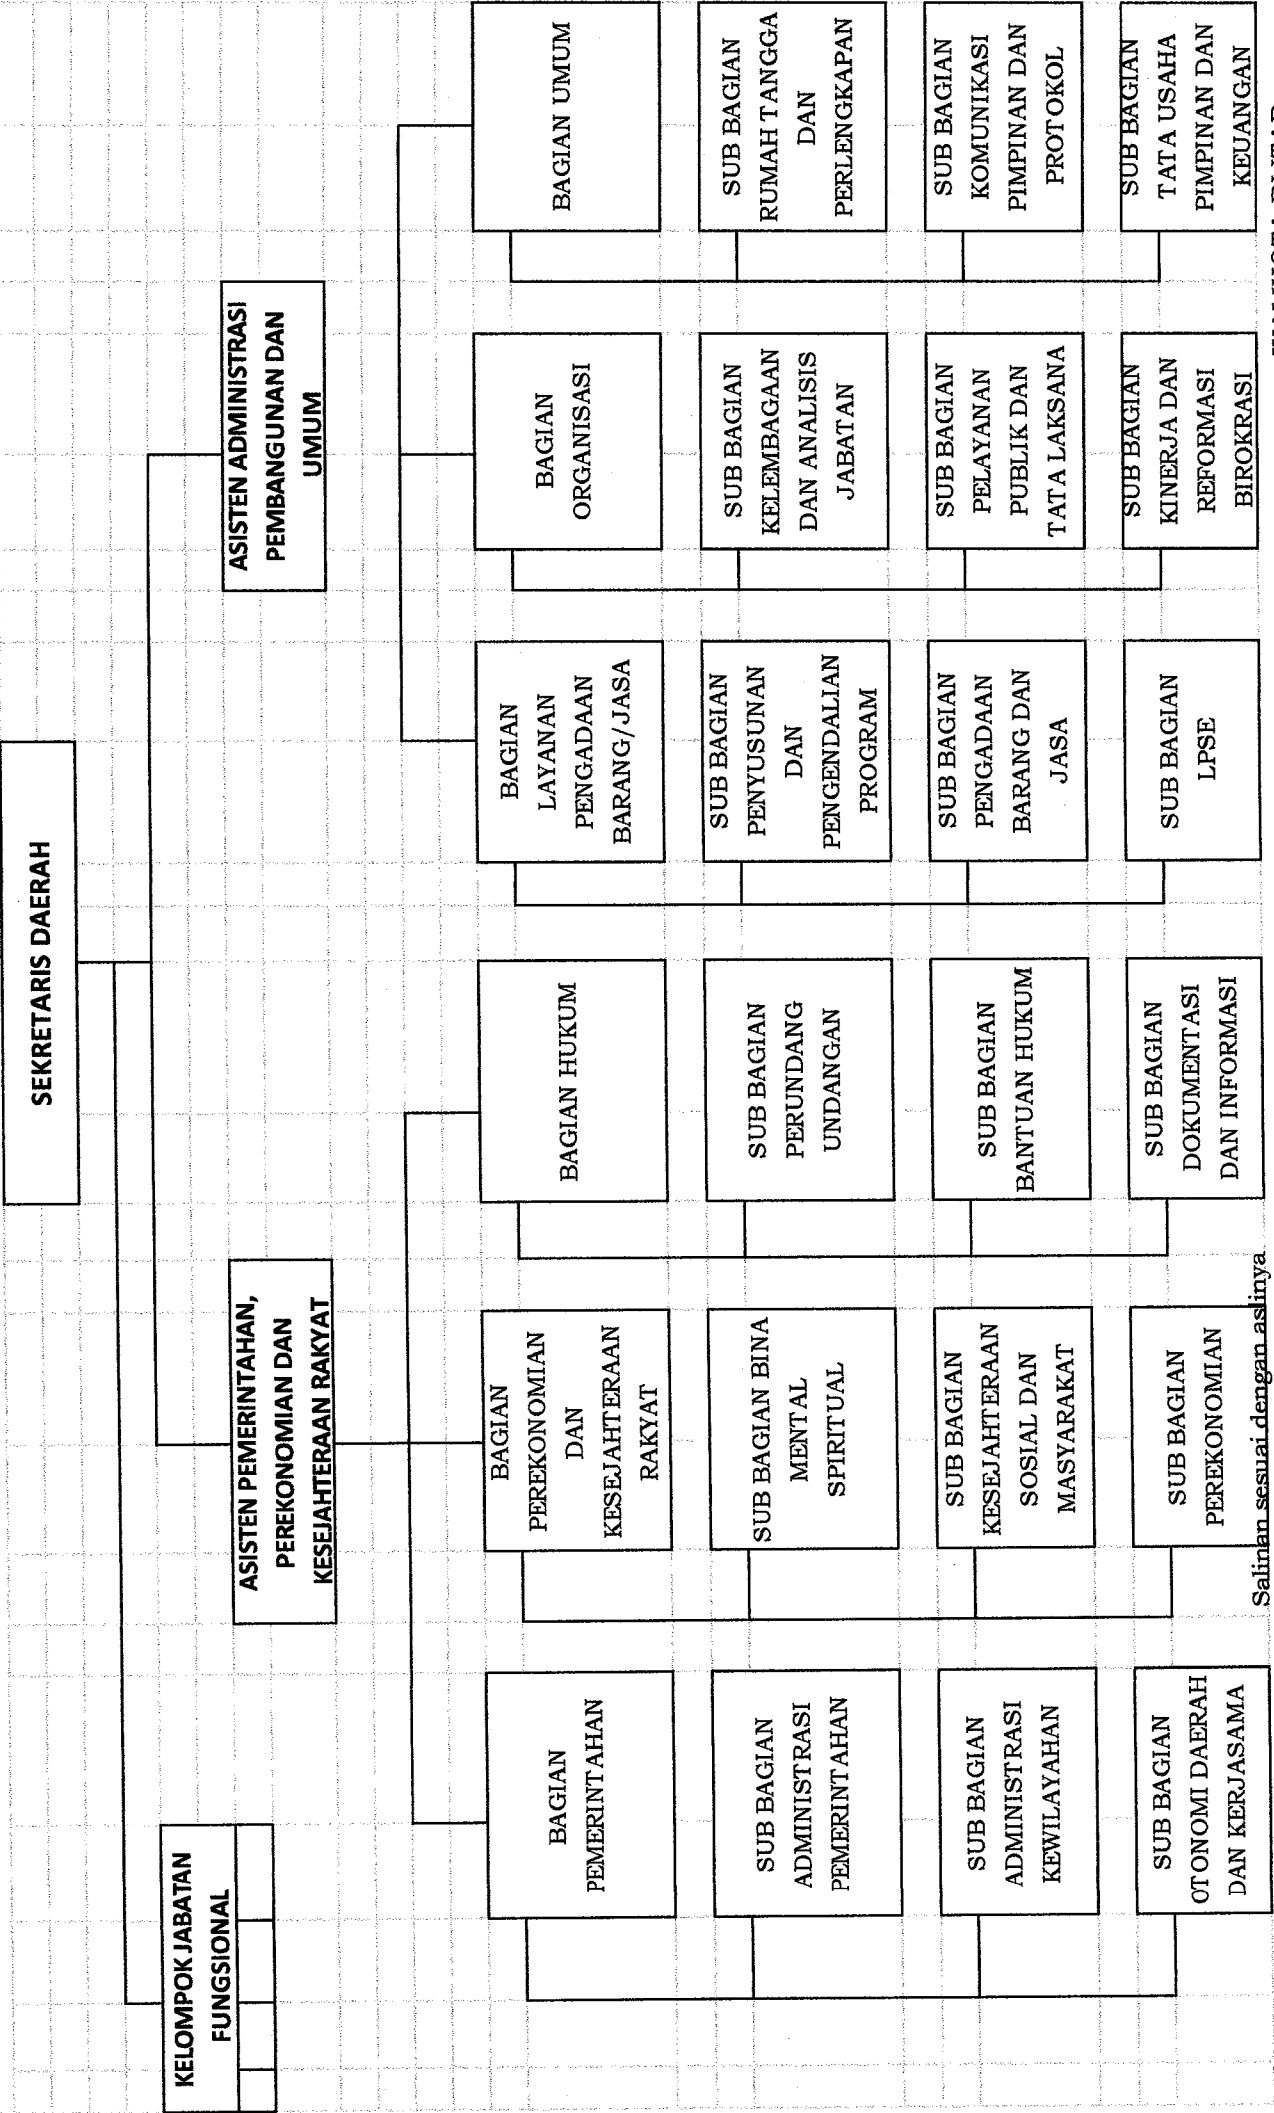 SEKRETARIS DAERAH
KELOMPOK JABATAN
FUNGSIONAL
ASISTEN PEMERINTAHAN,
PEREKONOMIAN DAN
KESEJAHTERAAN RAKYAT
ASISTEN ADMINISTRASI
PEMBANGUNAN DAN
UMUM
BAGIAN
PEMERINTAHAN
BAGIAN
PEREKONOMIAN
DAN
KESEJAHTERAAN
RAKYAT
BAGIAN HUKUM
BAGIAN
LAYANAN
PENGADAAN
BARANG/JASA
BAGIAN
ORGANISASI
BAGIAN UMUM
SUB BAGIAN
ADMINISTRASI
PEMERINTAHAN
SUB BAGIAN BINA
MENTAL
SPIRITUAL
SUB BAGIAN
PERUNDANG
UNDANGAN
SUB BAGIAN
PENYUSUNAN
DAN
PENGENDALIAN
PROGRAM
SUB BAGIAN
KELEMBAGAAN
DAN ANALISIS
JABATAN
SUB BAGIAN
RUMAH TANGGA
DAN
PERLENGKAPAN
SUB BAGIAN
ADMINISTRASI
KEWILAYAHAN
SUB BAGIAN
KESEJAHTERAAN
SOSIAL DAN
MASYARAKAT
SUB BAGIAN
BANTUAN HUKUM
SUB BAGIAN
PENGADAAN
BARANG DAN
JASA
SUB BAGIAN
PELAYANAN
PUBLIK DAN
TATA LAKSANA
SUB BAGIAN
KOMUNIKASI
PIMPINAN DAN
PROTOKOL
SUB BAGIAN
OTONOMI DAERAH
DAN KERJASAMA
SUB BAGIAN
PEREKONOMIAN
SUB BAGIAN
DOKUMENTASI
DAN INFORMASI
SUB BAGIAN
LPSE
SUB BAGIAN
KINERJA DAN
REFORMASI
BIROKRASI
SUB BAGIAN
TATA USAHA
PIMPINAN DAN
KEUANGAN
Salinan sesuai dengan aslinya